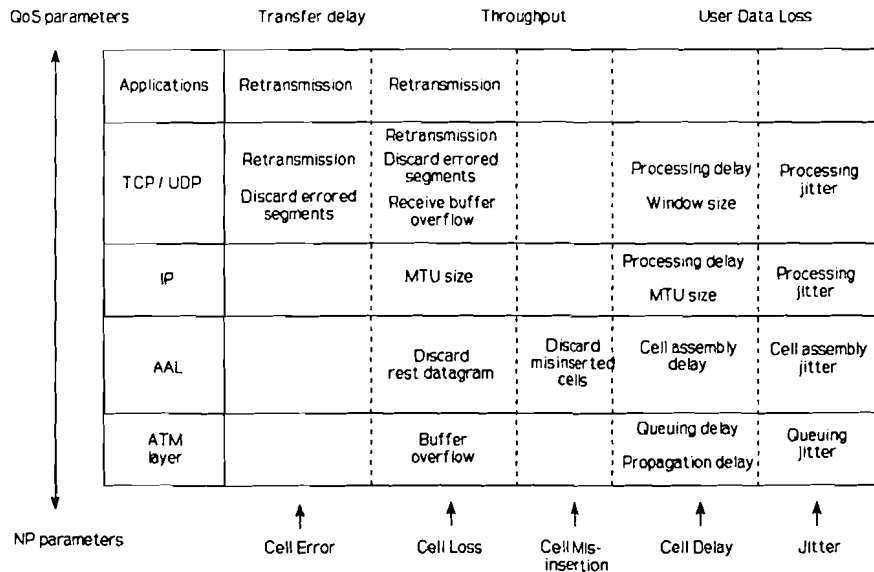 QoS parameters Transfer delay Throughput User Data Loss
Applications Retransmission Retransmission
TCP / UDP
Retransmission
Discard errored
segments
Retransmission
Discard errored
segments
Receive buffer
overflow
Processing delay
Window size
Processing
jitter
IP
MTU size
Processing delay
MTU size
Processing
jitter
AAL
Discard
rest datagram
Discard
misinserted
cells
Cell assembly
delay
Cell assembly
jitter
ATM
layer
Buffer
overflow
Queuing delay
Propagation delay
Queuing
Jitter
NP parameters
Cell Error
Cell Loss
Cell Mis-
insertion
Cell Delay
Jitter